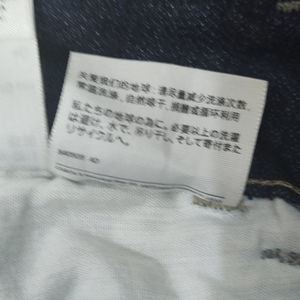 关爱我们的地球：请尽量减少洗涤次数，
常温洗涤、自然晾干、捐赠或循环利用
私たちの地球の為に、必要以上の洗濯
は避け、水で、吊り干し、そして寄付また
リサイクルへ。